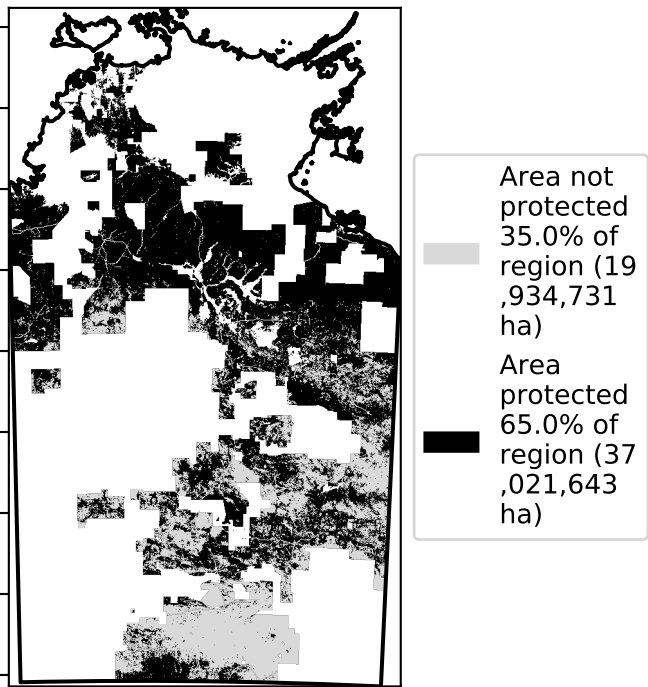 Area not
protected
35.0% of
region (19
,934,731
ha)
Area
protected
65.0% of
region (37
,021,643
ha)